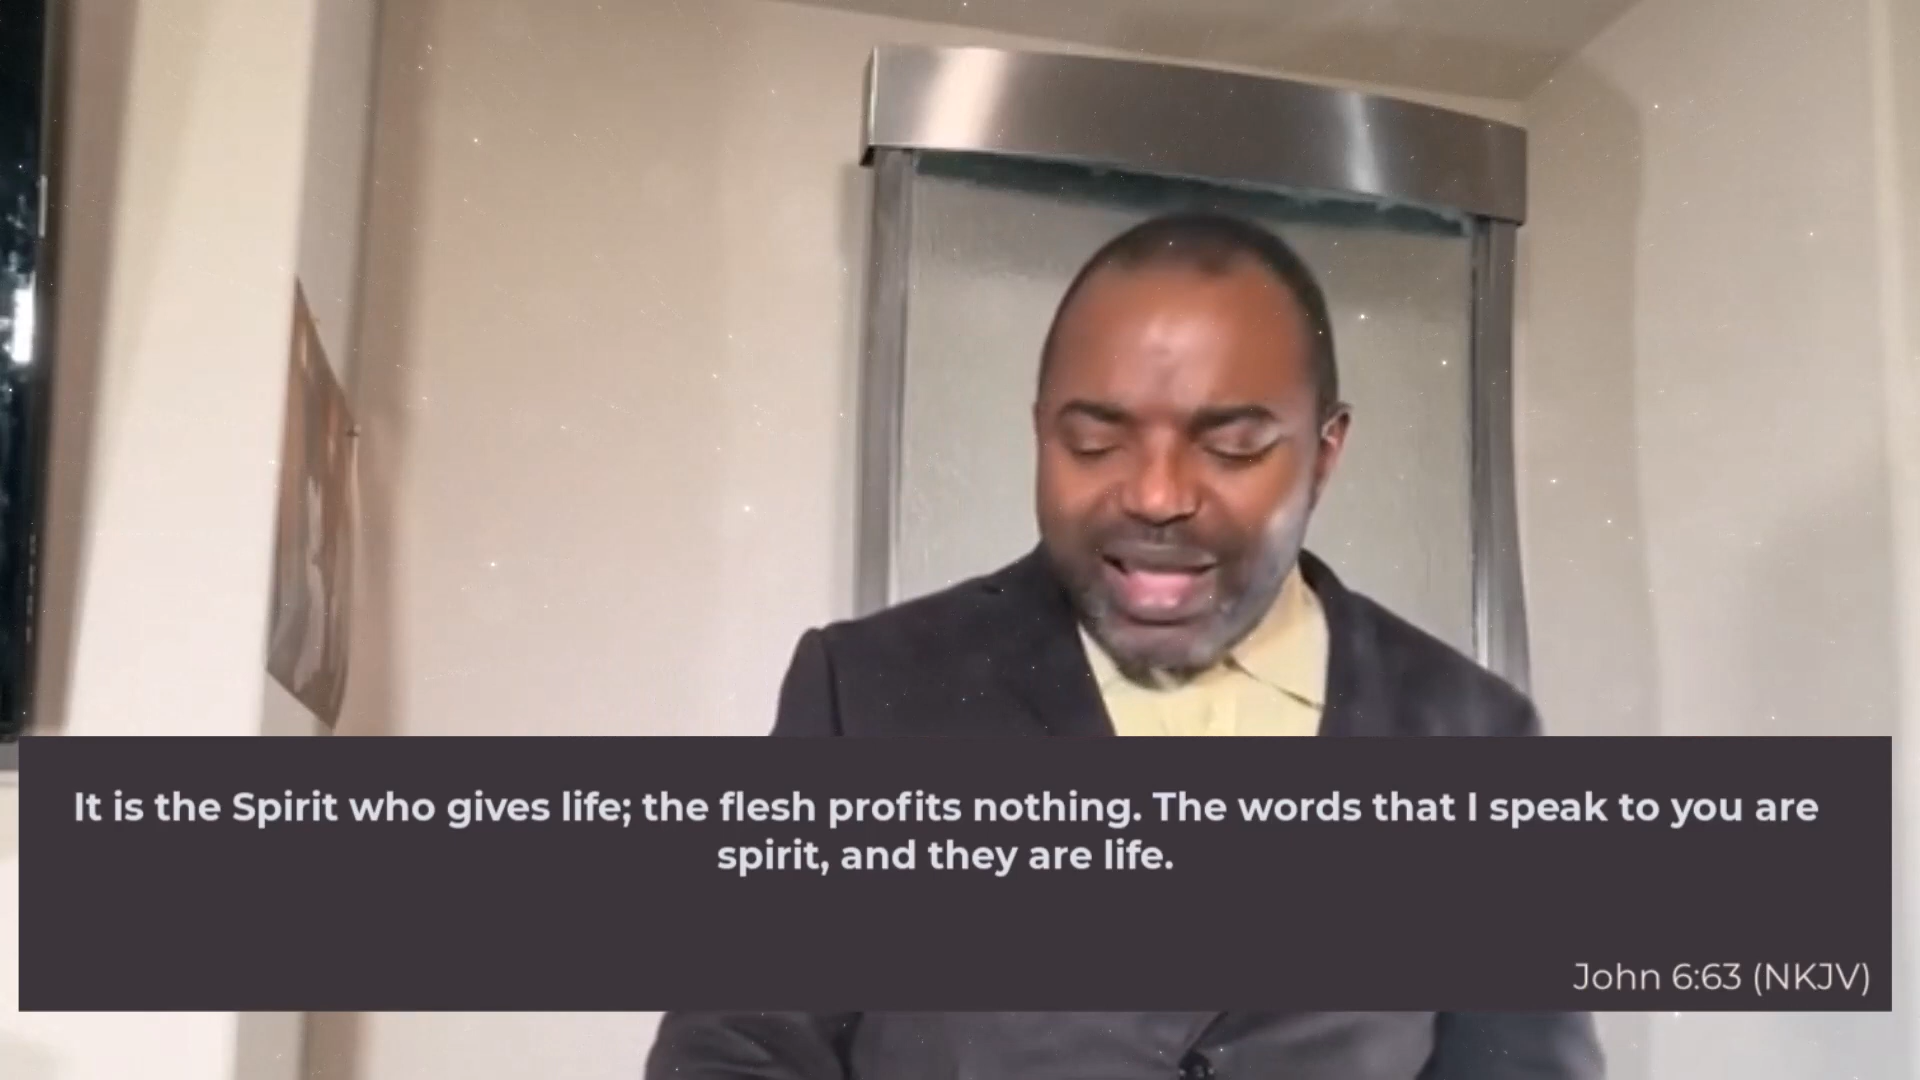 It is the Spirit who gives life; the flesh profits nothing. The words that I speak to you are
spirit, and they are life.
John 6:63 (NKJV)